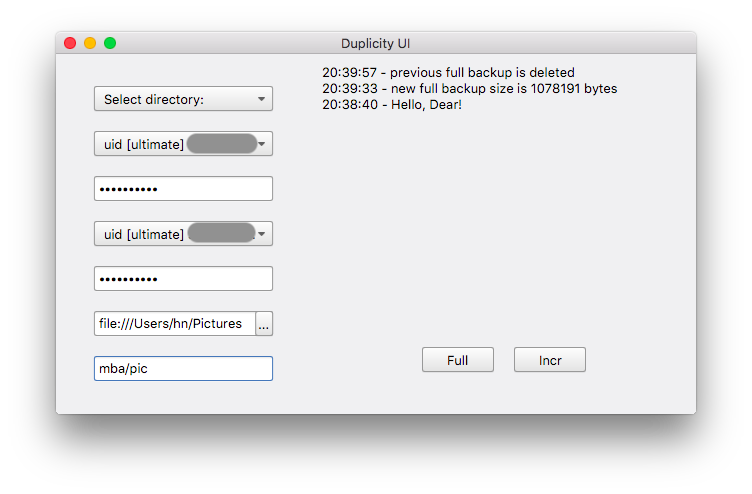 Duplicity UI
Select directory:
uid [ultimate]
••••••••••
uid [ultimate]
••••••••••
file:///Users/hn/Pictures
...
mba/pic
20:39:57 - previous full backup is deleted
20:39:33 - new full backup size is 1078191 bytes
20:38:40 - Hello, Dear!
Full
Incr